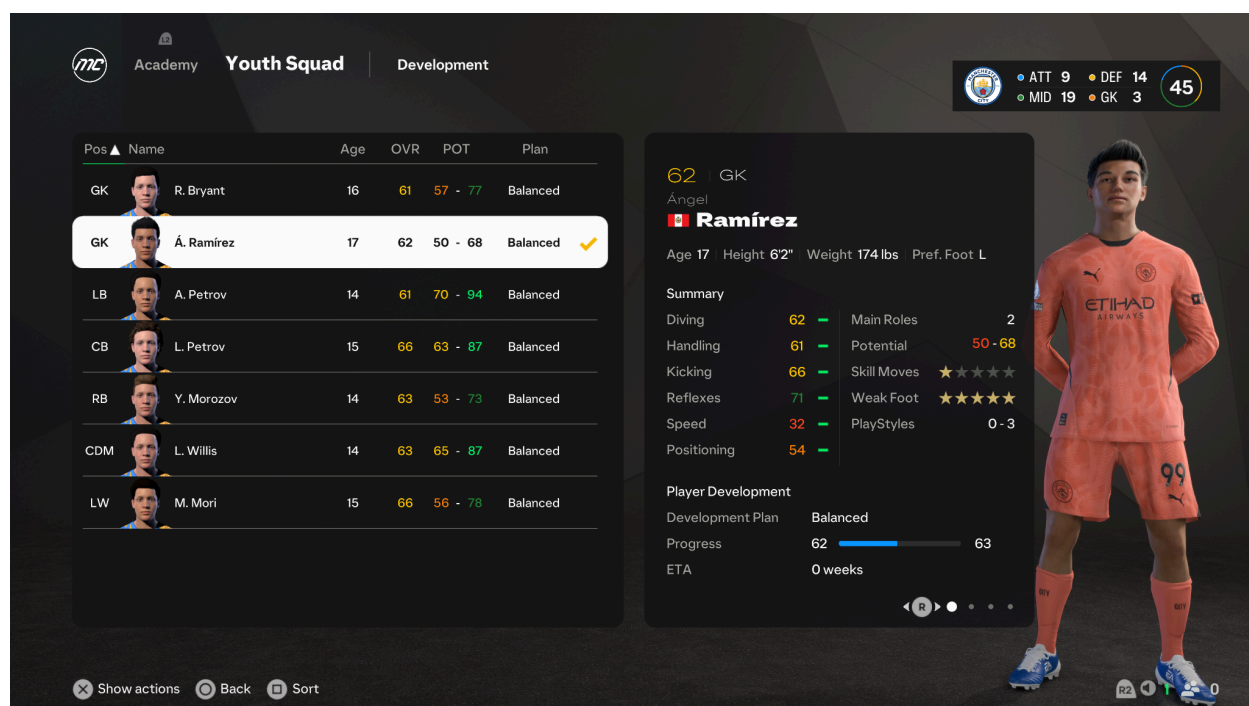 L2
Academy Youth Squad Development
ATT 9 DEF 14
MID 19 GK 3
45
Pos Name Age OVR POT Plan
GK R. Bryant 16 61 57 - 77 Balanced
GK Á. Ramírez 17 62 50 - 68 Balanced
LB A. Petrov 14 61 70 - 94 Balanced
CB L. Petrov 15 66 63 - 87 Balanced
RB Y. Morozov 14 63 53 - 73 Balanced
CDM L. Willis 14 63 65 - 87 Balanced
LW M. Mori 15 66 56 - 78 Balanced
62 GK
Ángel
Ramírez
Age 17 Height 6'2" Weight 174 lbs Pref. Foot L
Summary
Diving 62 Main Roles 2
Handling 61 Potential 50 - 68
Kicking 66 Skill Moves
Reflexes 71 Weak Foot
Speed 32 PlayStyles 0 - 3
Positioning 54
Player Development
Development Plan Balanced
Progress 62 63
ETA 0 weeks
R
ETIHAD
AIRWAYS
99
Show actions Back Sort
R2 0